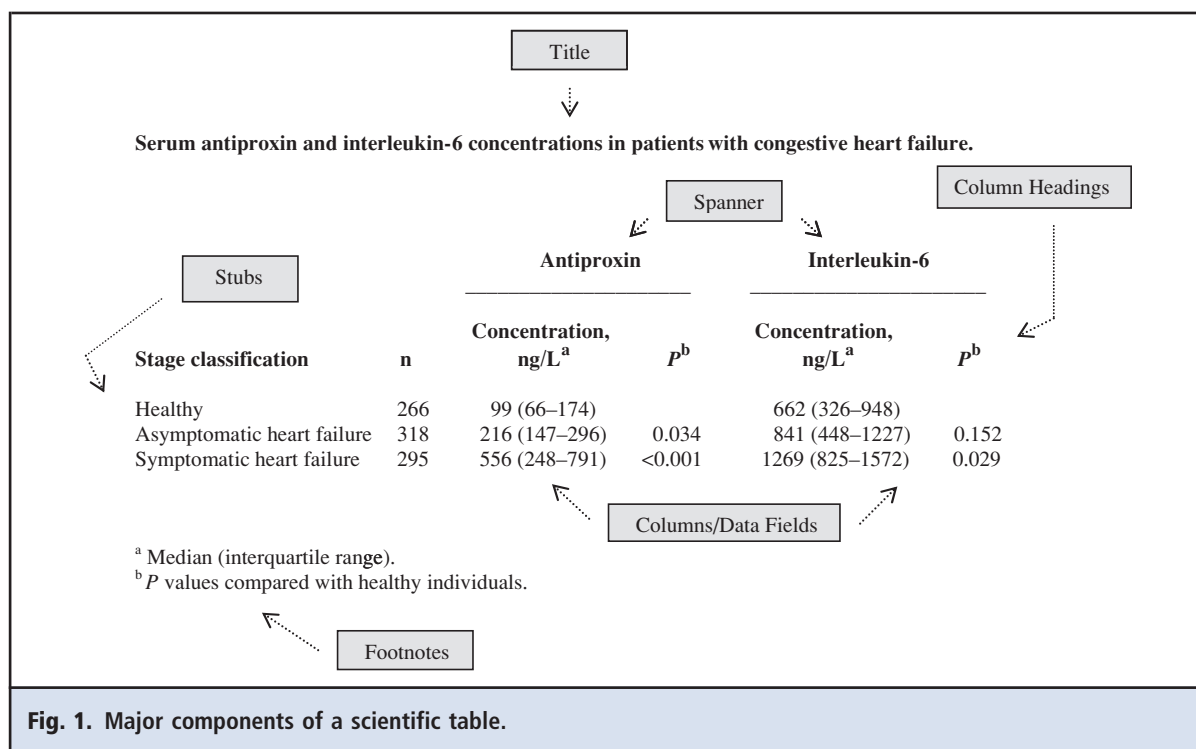 Title
Serum antiproxin and interleukin-6 concentrations in patients with congestive heart failure.
Column Headings
Spanner
Antiproxin Interleukin-6
Stubs
Concentration, Concentration,
Stage classification n ng/L^a P^b ng/L^a P^b
Healthy 266 99 (66–174) 662 (326–948)
Asymptomatic heart failure 318 216 (147–296) 0.034 841 (448–1227) 0.152
Symptomatic heart failure 295 556 (248–791) <0.001 1269 (825–1572) 0.029
Columns/Data Fields
^a Median (interquartile range).
^b P values compared with healthy individuals.
Footnotes
Fig. 1. Major components of a scientific table.